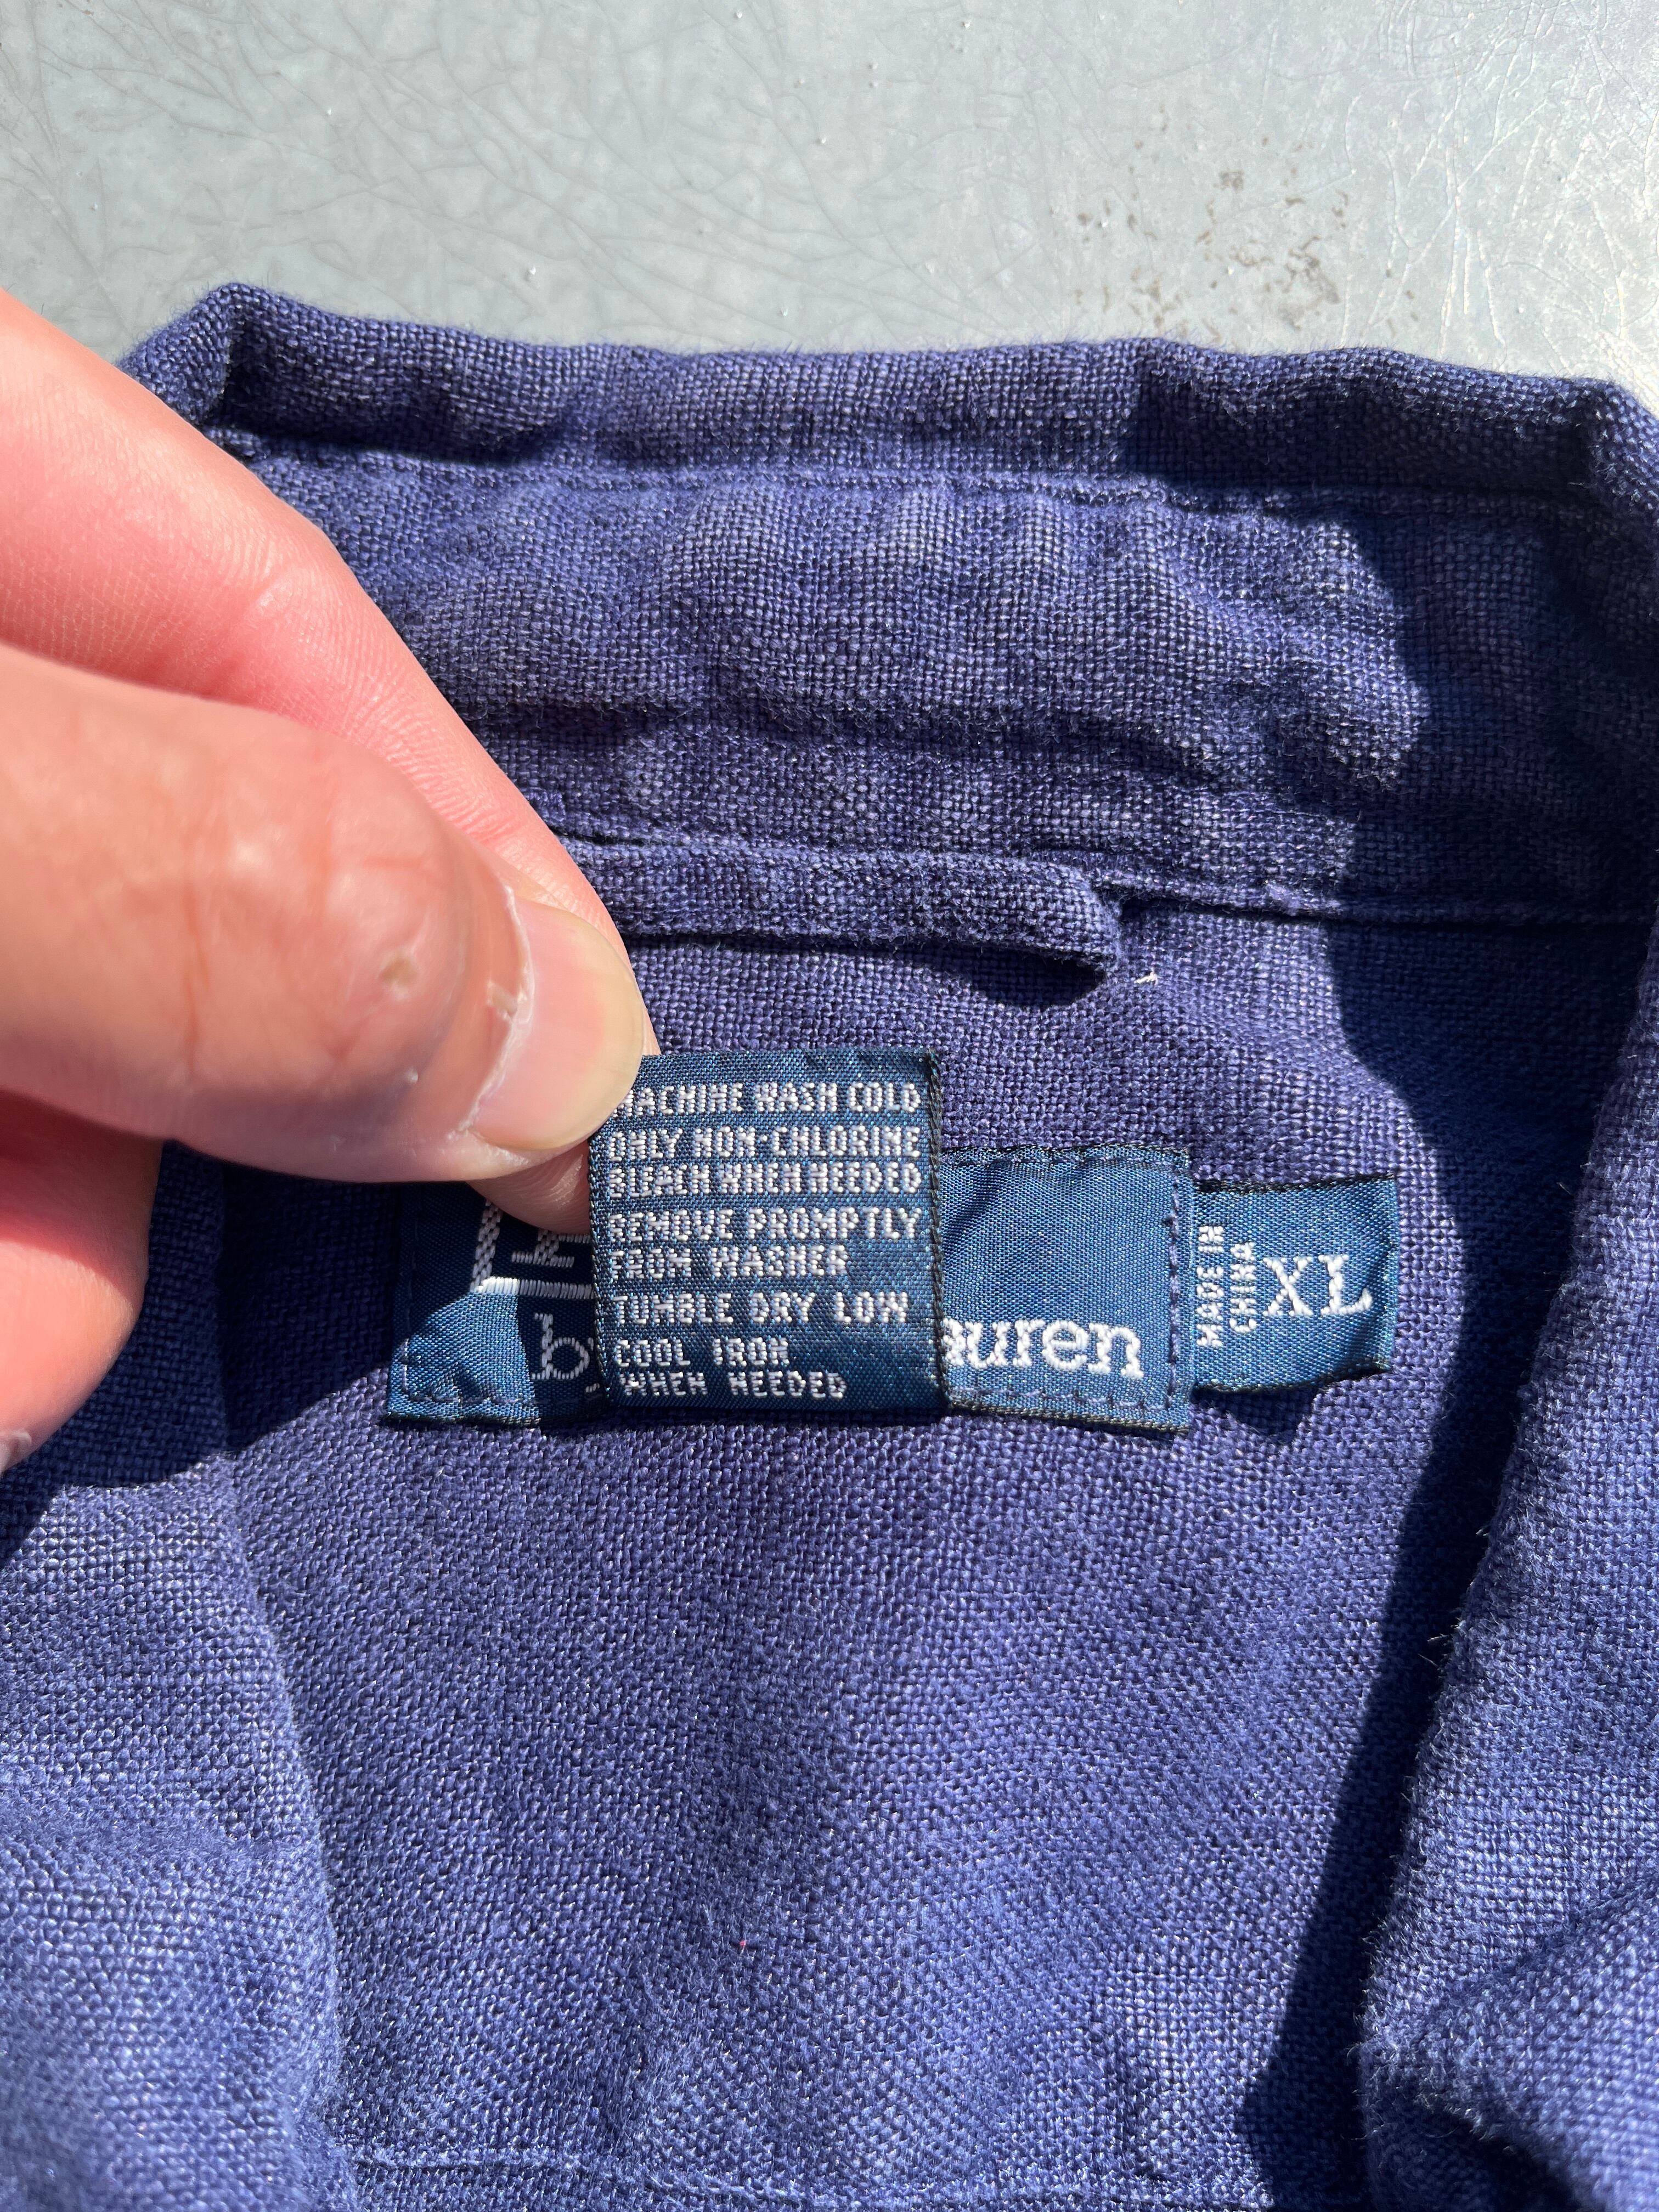 MACHINE WASH COLD
ONLY NON-CHLORINE
BLEACH WHEN NEEDED
REMOVE PROMPTLY
FROM WASHER
TUMBLE DRY LOW
COOL IRON
WHEN NEEDED
by
auren
MADE IN
CHINA
XL